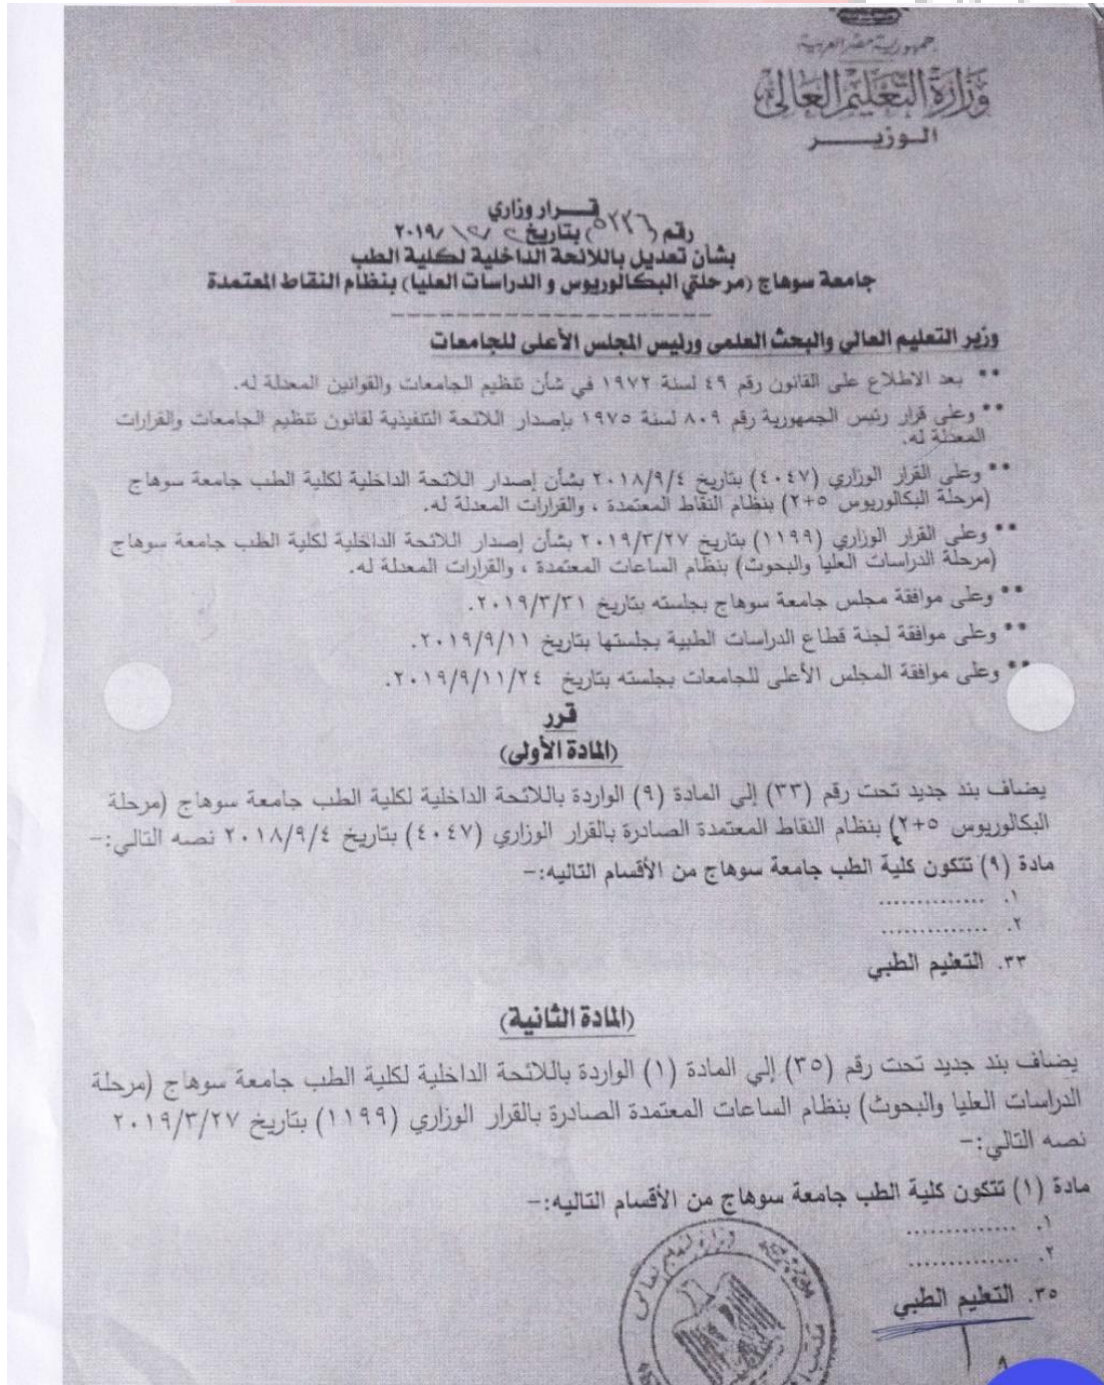 جمهورية مصر العربية
وزارة التعليم العالي
الوزير
قرار وزاري
رقم (٥٢٢٦) بتاريخ ٢ /١٢/ ٢٠١٩
بشأن تعديل باللائحة الداخلية لكلية الطب
جامعة سوهاج (مرحلتي البكالوريوس و الدراسات العليا) بنظام النقاط المعتمدة
وزير التعليم العالي والبحث العلمى ورئيس المجلس الأعلى للجامعات
** بعد الاطلاع على القانون رقم ٤٩ لسنة ١٩٧٢ في شأن تنظيم الجامعات والقوانين المعدلة له.
** وعلى قرار رئيس الجمهورية رقم ٨٠٩ لسنة ١٩٧٥ بإصدار اللائحة التنفيذية لقانون تنظيم الجامعات والقرارات
المعدلة له.
** وعلى القرار الوزاري (٤٠٤٧) بتاريخ ٢٠١٨/٩/٤ بشأن إصدار اللائحة الداخلية لكلية الطب جامعة سوهاج
(مرحلة البكالوريوس ٥+٢) بنظام النقاط المعتمدة ، والقرارات المعدلة له.
** وعلى القرار الوزاري (١١٩٩) بتاريخ ٢٠١٩/٣/٢٧ بشأن إصدار اللائحة الداخلية لكلية الطب جامعة سوهاج
(مرحلة الدراسات العليا والبحوث) بنظام الساعات المعتمدة ، والقرارات المعدلة له.
** وعلى موافقة مجلس جامعة سوهاج بجلسته بتاريخ ٢٠١٩/٣/٣١.
** وعلى موافقة لجنة قطاع الدراسات الطبية بجلستها بتاريخ ٢٠١٩/٩/١١.
** وعلى موافقة المجلس الأعلى للجامعات بجلسته بتاريخ ٢٠١٩/٩/١١/٢٤.
قرر
(المادة الأولى)
يضاف بند جديد تحت رقم (٣٣) إلي المادة (٩) الواردة باللائحة الداخلية لكلية الطب جامعة سوهاج (مرحلة
البكالوريوس ٥+٢) بنظام النقاط المعتمدة الصادرة بالقرار الوزاري (٤٠٤٧) بتاريخ ٢٠١٨/٩/٤ نصه التالي:-
مادة (٩) تتكون كلية الطب جامعة سوهاج من الأقسام التاليه:-
١. ..............
٢. ..............
٣٣. التعليم الطبي
(المادة الثانية)
يضاف بند جديد تحت رقم (٣٥) إلي المادة (١) الواردة باللائحة الداخلية لكلية الطب جامعة سوهاج (مرحلة
الدراسات العليا والبحوث) بنظام الساعات المعتمدة الصادرة بالقرار الوزاري (١١٩٩) بتاريخ ٢٠١٩/٣/٢٧
نصه التالي:-
مادة (١) تتكون كلية الطب جامعة سوهاج من الأقسام التاليه:-
١. ..............
٢. ..............
٣٥. التعليم الطبي